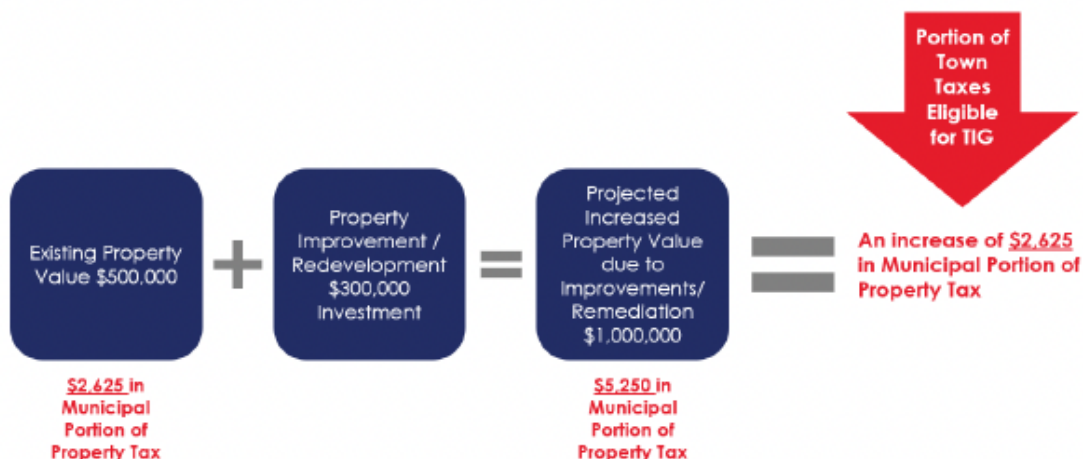 Portion of
Town
Taxes
Eligible
for TIG
Existing Property
Value $500,000
Property
Improvement /
Redevelopment
$300,000
Investment
Projected
Increased
Property Value
due to
Improvements/
Remediation
$1,000,000
An increase of $2,625
in Municipal Portion of
Property Tax
$2,625 in
Municipal
Portion of
Property Tax
$5,250 in
Municipal
Portion of
Property Tax